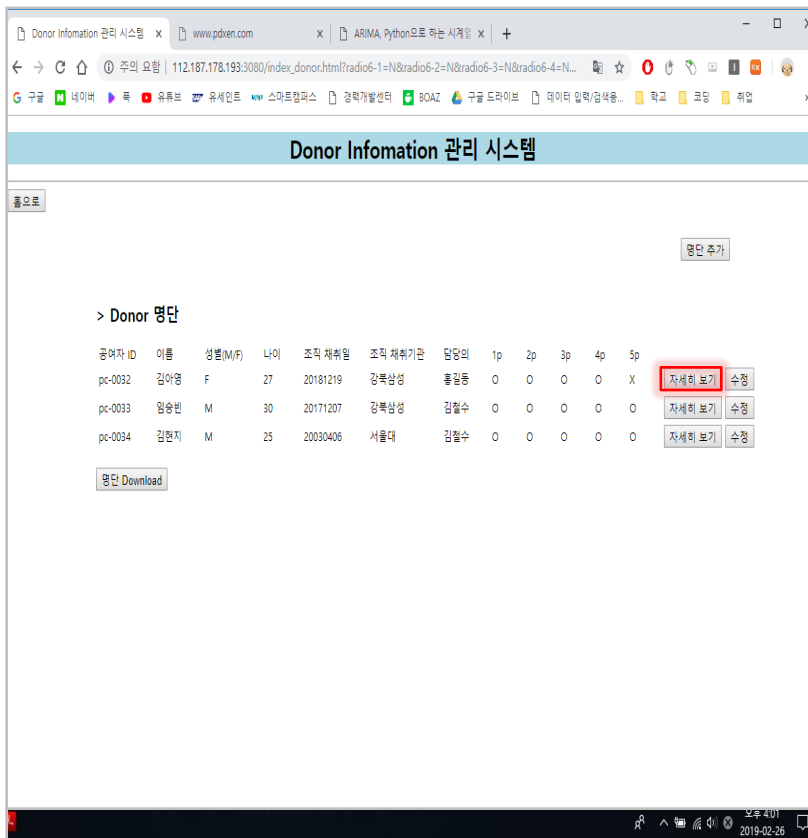 Donor Infomation 관리 시스템 x www.pdxen.com x ARIMA, Python으로 하는 시계열 x +
주의 요함 | 112.187.178.193:3080/index_donor.html?radio6-1=N&radio6-2=N&radio6-3=N&radio6-4=N...
구글 네이버 푹 유튜브 유세인트 스마트캠퍼스 경력개발센터 BOAZ 구글 드라이브 데이터 입력/검색용... 학교 코딩 취업
Donor Infomation 관리 시스템
홈으로
명단 추가
> Donor 명단
공여자 ID 이름 성별(M/F) 나이 조직 채취일 조직 채취기관 담당의 1p 2p 3p 4p 5p
pc-0032 김아영 F 27 20181219 강북삼성 홍길동 O O O O X 자세히 보기 수정
pc-0033 임승빈 M 30 20171207 강북삼성 김철수 O O O O O 자세히 보기 수정
pc-0034 김현지 M 25 20030406 서울대 김철수 O O O O O 자세히 보기 수정
명단 Download
오후 4:01
2019-02-26